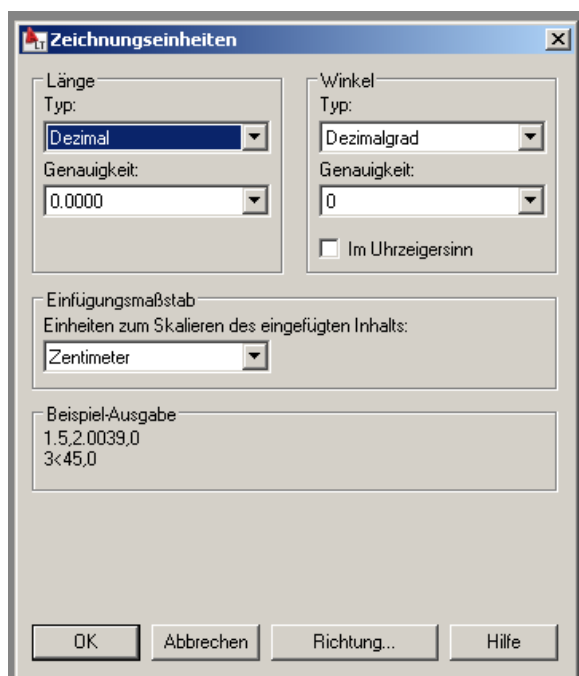 LT Zeichnungseinheiten
Länge
Typ:
Dezimal
Genauigkeit:
0.0000
Winkel
Typ:
Dezimalgrad
Genauigkeit:
0
Im Uhrzeigersinn
Einfügungsmaßstab
Einheiten zum Skalieren des eingefügten Inhalts:
Zentimeter
Beispiel-Ausgabe
1.5,2.0039,0
3<45,0
OK
Abbrechen
Richtung...
Hilfe